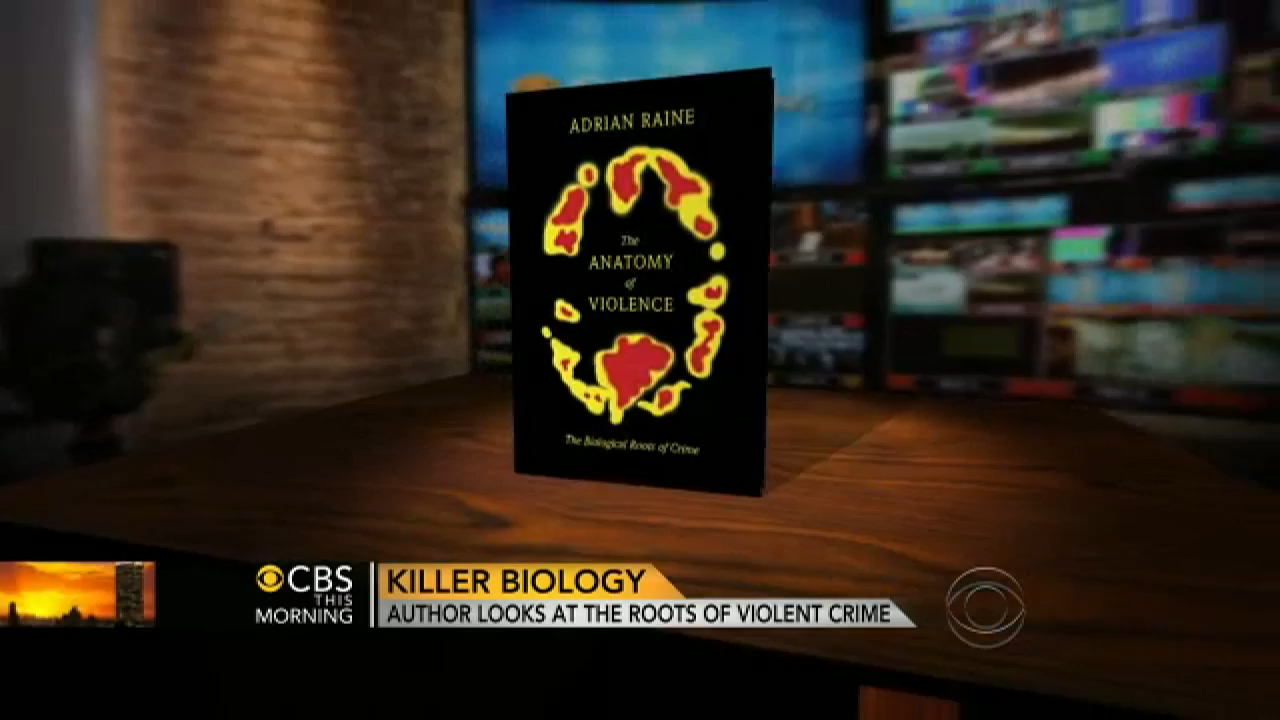 ADRIAN RAINE
The
ANATOMY
of
VIOLENCE
The Biological Roots of Crime
CBS
THIS
MORNING
KILLER BIOLOGY
AUTHOR LOOKS AT THE ROOTS OF VIOLENT CRIME